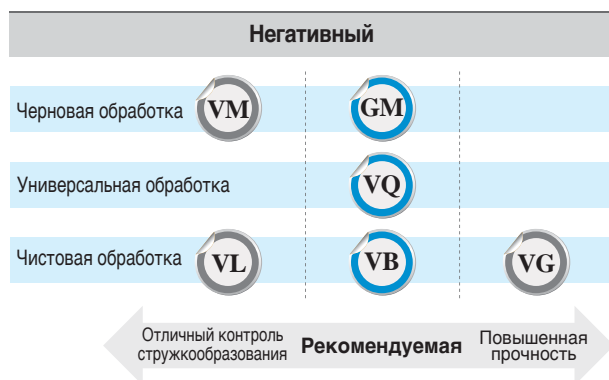 Негативный
Черновая обработка VM GM
Универсальная обработка VQ
Чистовая обработка VL VB VG
Отличный контроль
стружкообразования
Рекомендуемая
Повышенная
прочность